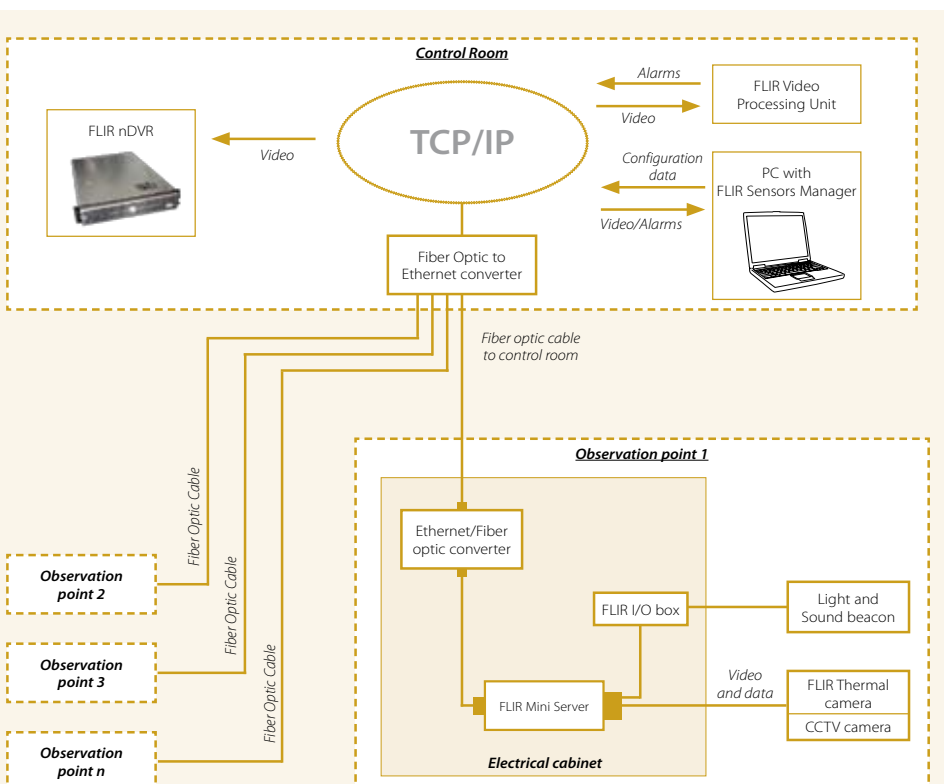 Control Room
FLIR nDVR
Video
TCP/IP
Alarms
Video
FLIR Video
Processing Unit
Configuration
data
Video/Alarms
PC with
FLIR Sensors Manager
Fiber Optic to
Ethernet converter
Fiber optic cable
to control room
Fiber Optic Cable
Fiber Optic Cable
Fiber Optic Cable
Observation
point 2
Observation
point 3
Observation
point n
Observation point 1
Ethernet/Fiber
optic converter
FLIR I/O box
Light and
Sound beacon
FLIR Mini Server
Video
and data
FLIR Thermal
camera
CCTV camera
Electrical cabinet